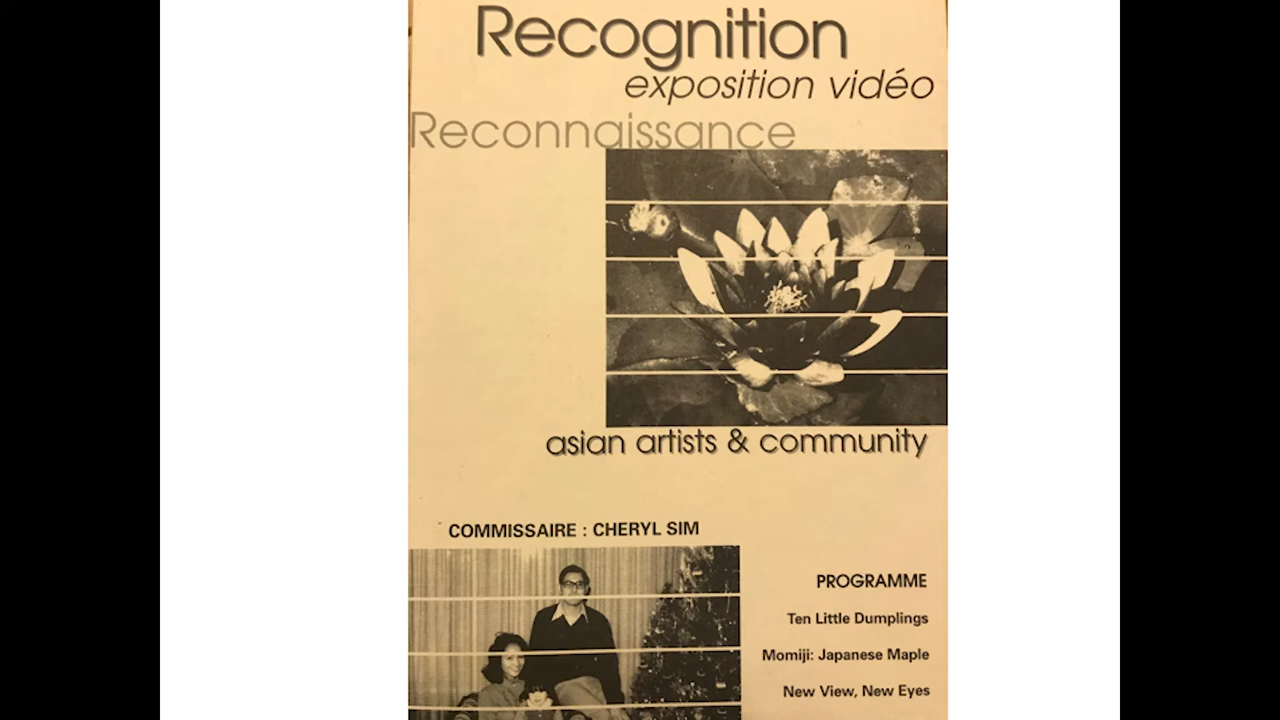 Recognition
exposition vidéo
Reconnaissance
asian artists & community
COMMISSAIRE : CHERYL SIM
PROGRAMME
Ten Little Dumplings
Momiji: Japanese Maple
New View, New Eyes